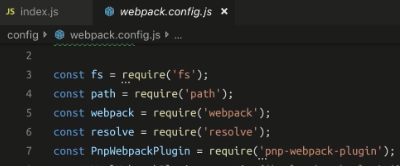 JS index.js webpack.config.js ×
config › webpack.config.js › ...
2
3 const fs = require('fs');
4 const path = require('path');
5 const webpack = require('webpack');
6 const resolve = require('resolve');
7 const PnpWebpackPlugin = require('pnp-webpack-plugin');